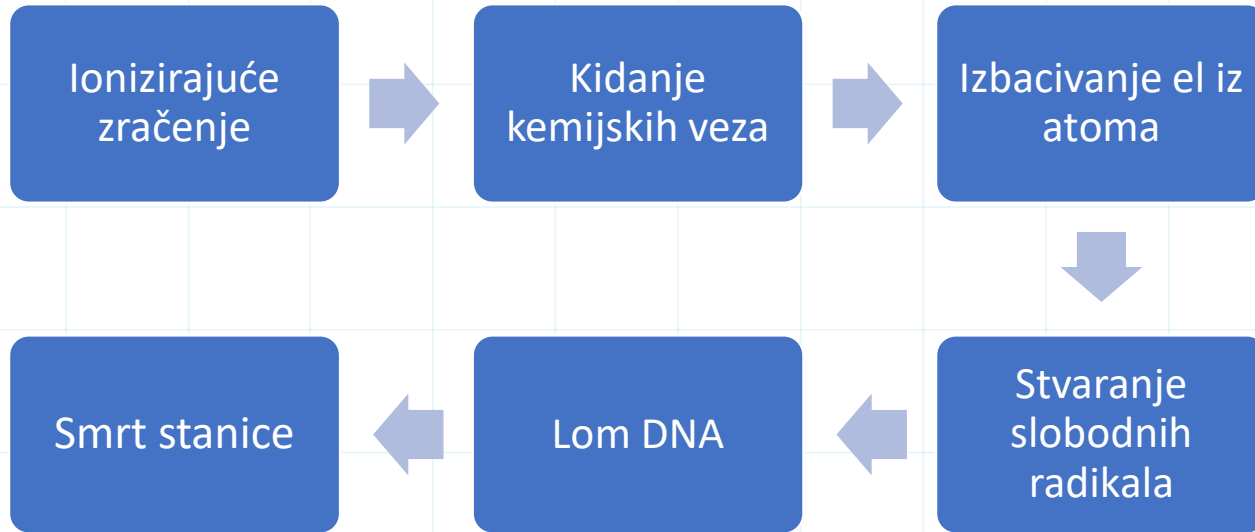 Ionizirajuće
zračenje
Kidanje
kemijskih veza
Izbacivanje el iz
atoma
Stvaranje
slobodnih
radikala
Lom DNA
Smrt stanice